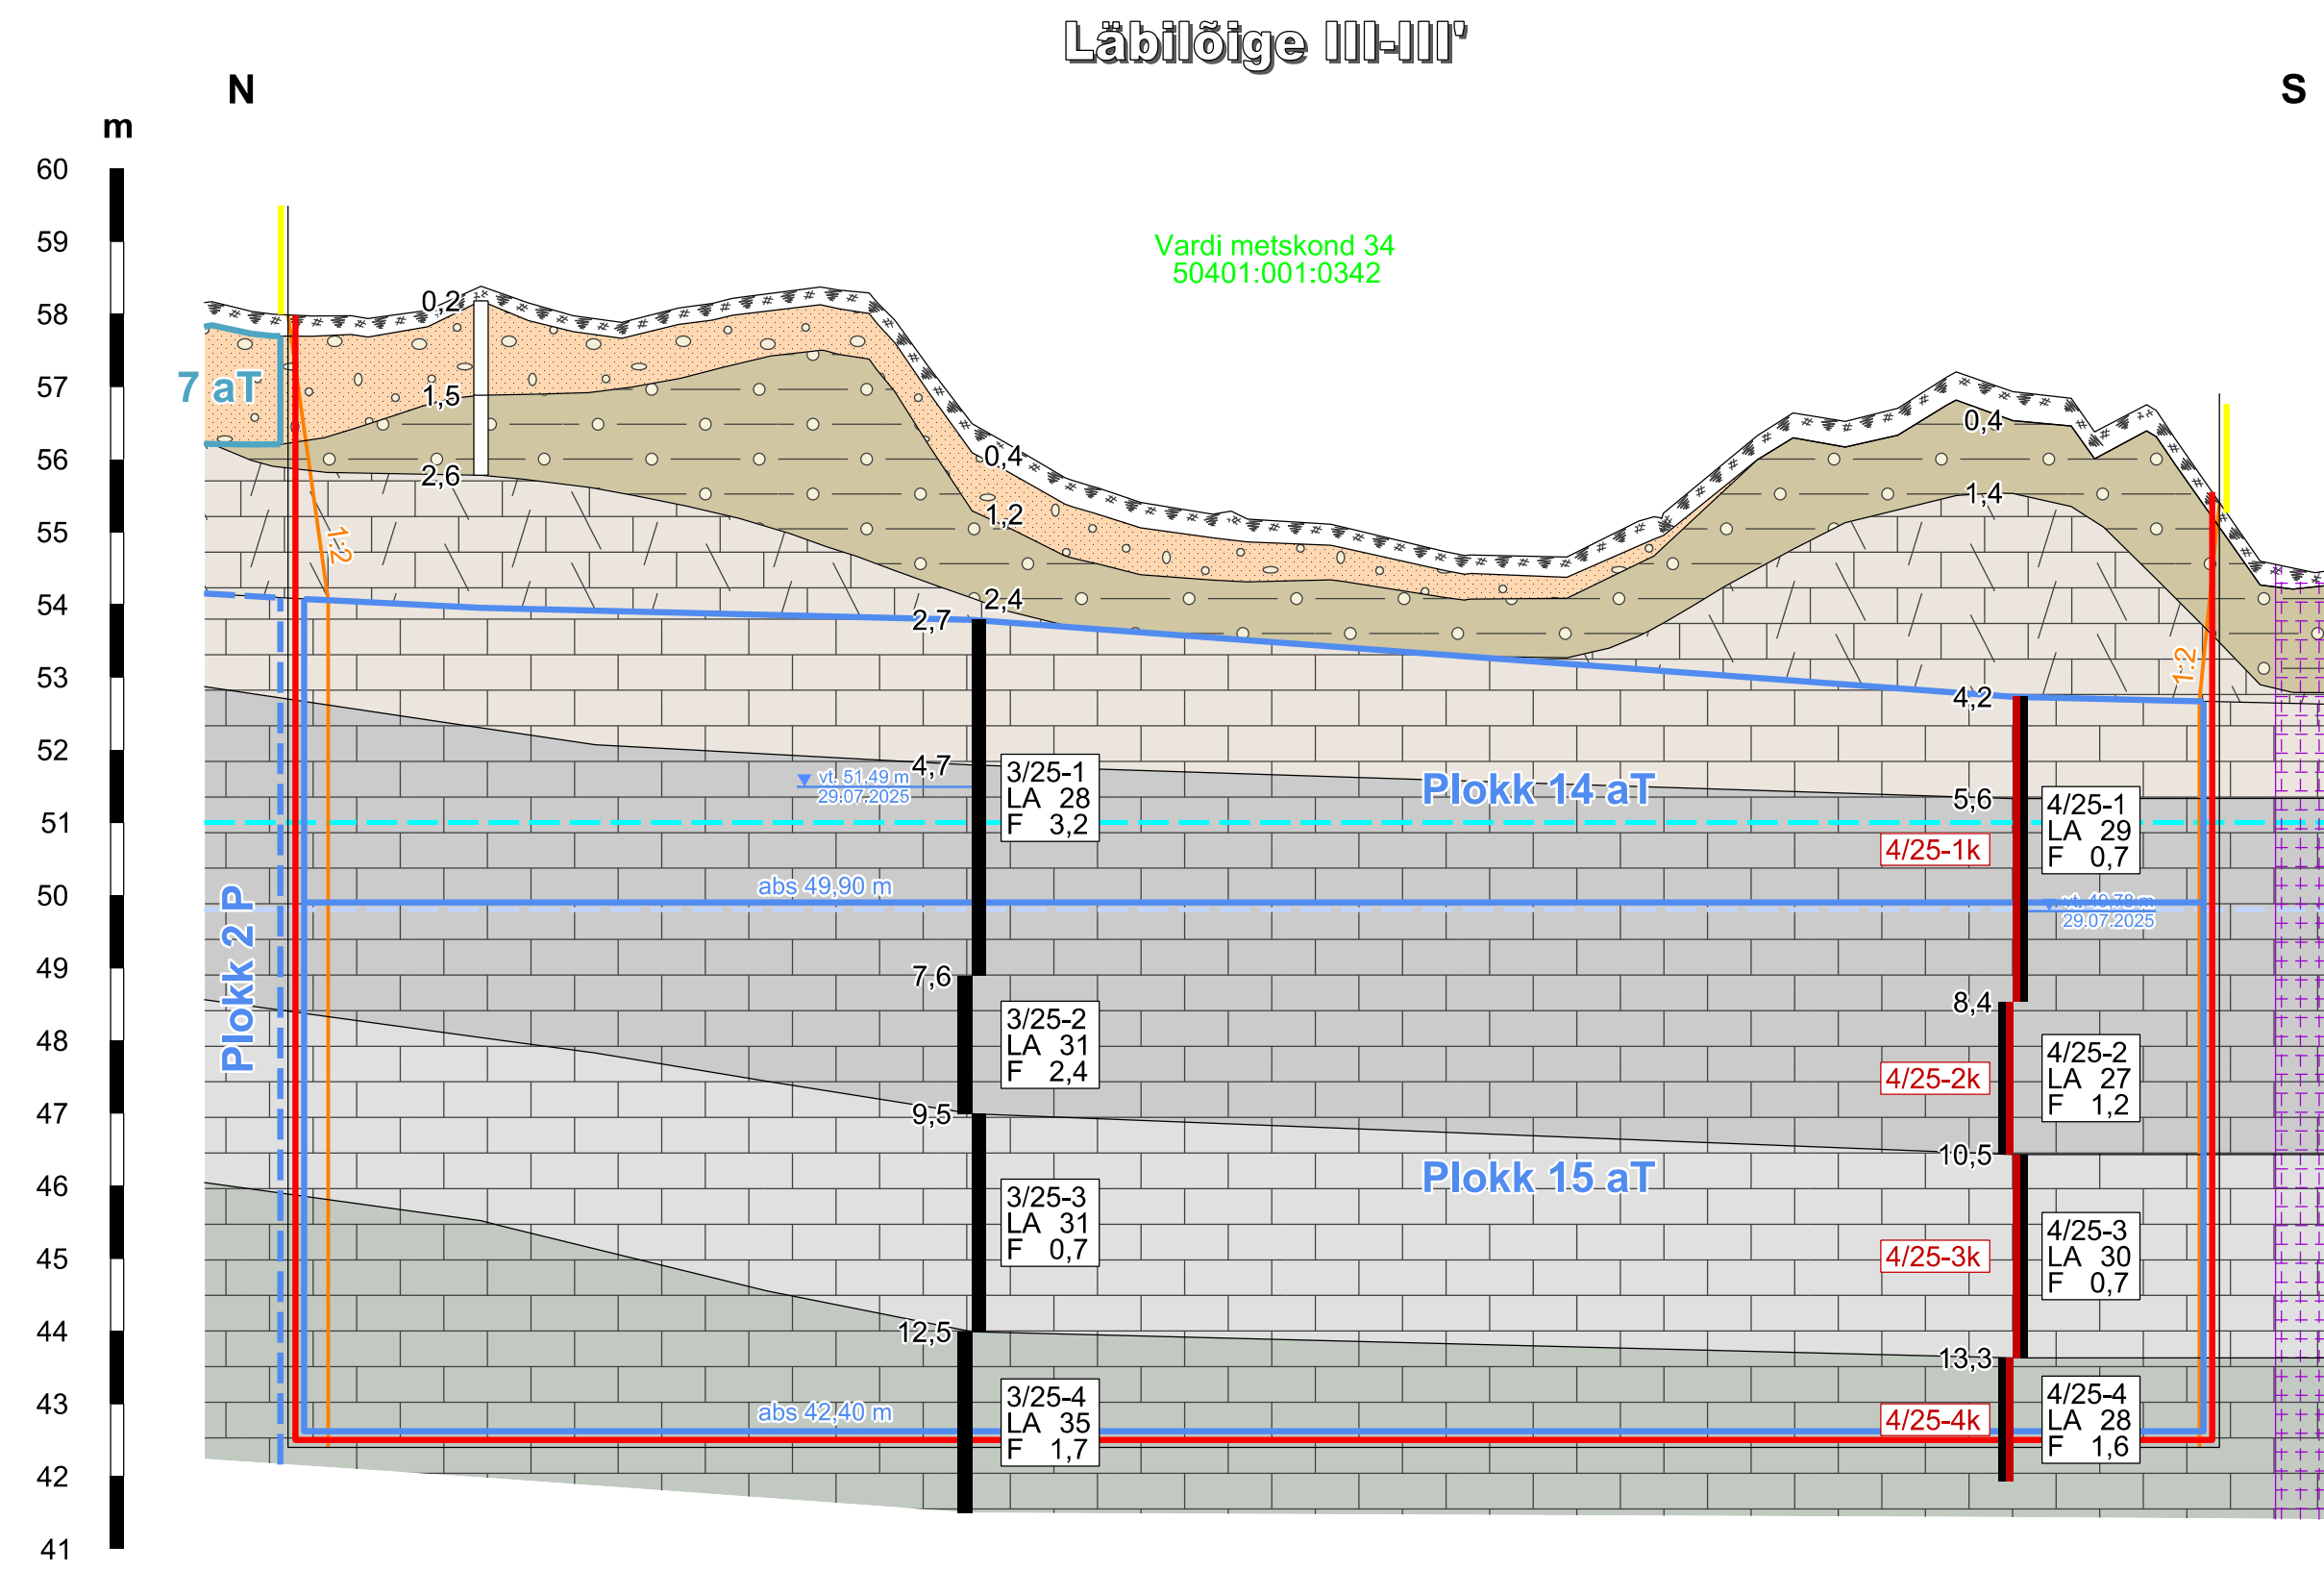 Läbilõige III-III'
N
S
m
60
59
58
57
56
55
54
53
52
51
50
49
48
47
46
45
44
43
42
41
Vardi metskond 34
50401:001:0342
7 aT
0,2
1,5
2,6
1:2
0,4
1,2
2,4
2,7
4,7
7,6
9,5
12,5
vt. 51,49 m
29.07.2025
3/25-1
LA 28
F 3,2
3/25-2
LA 31
F 2,4
3/25-3
LA 31
F 0,7
3/25-4
LA 35
F 1,7
abs 49,90 m
abs 42,40 m
Plokk 2 P
Plokk 14 aT
Plokk 15 aT
0,4
1,4
4,2
5,6
8,4
10,5
13,3
1:2
4/25-1k
4/25-2k
4/25-3k
4/25-4k
4/25-1
LA 29
F 0,7
vt. 49,78 m
29.07.2025
4/25-2
LA 27
F 1,2
4/25-3
LA 30
F 0,7
4/25-4
LA 28
F 1,6